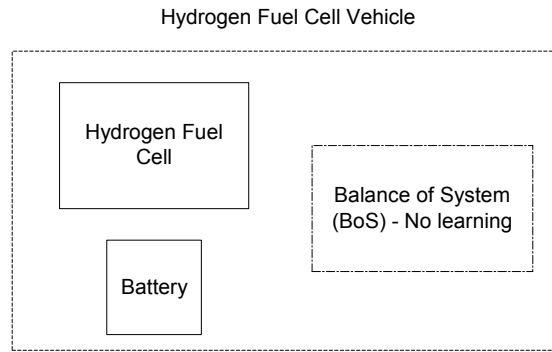 Hydrogen Fuel Cell Vehicle
Hydrogen Fuel
Cell
Balance of System
(BoS) - No learning
Battery